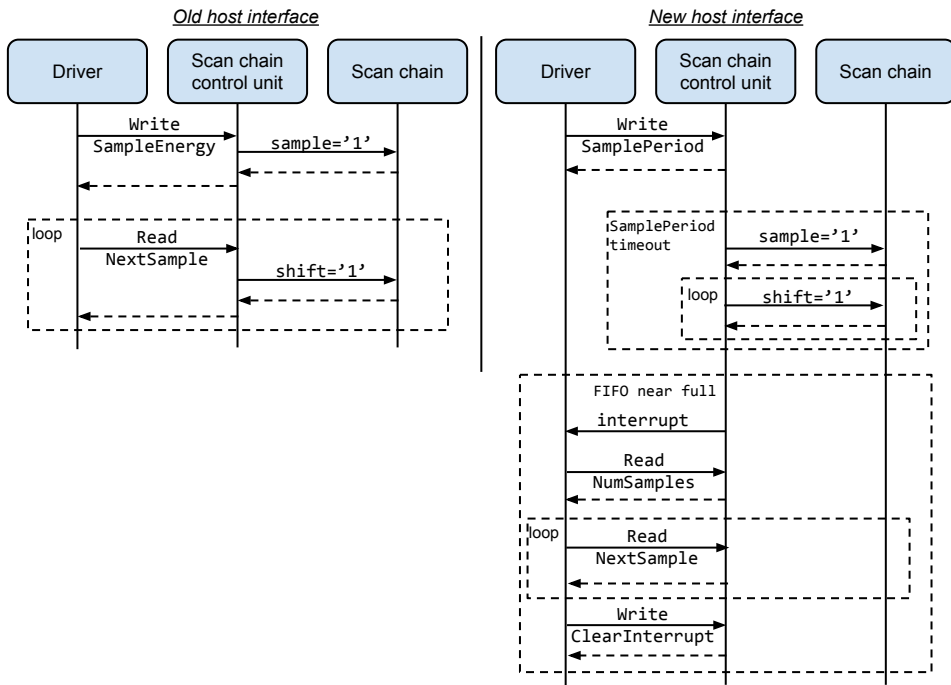 Old host interface
Driver
Scan chain
control unit
Scan chain
Write
SampleEnergy
sample=’1’
loop
Read
NextSample
shift=’1’
New host interface
Driver
Scan chain
control unit
Scan chain
Write
SamplePeriod
SamplePeriod
timeout
sample=’1’
loop
shift=’1’
FIFO near full
interrupt
Read
NumSamples
loop
Read
NextSample
Write
ClearInterrupt